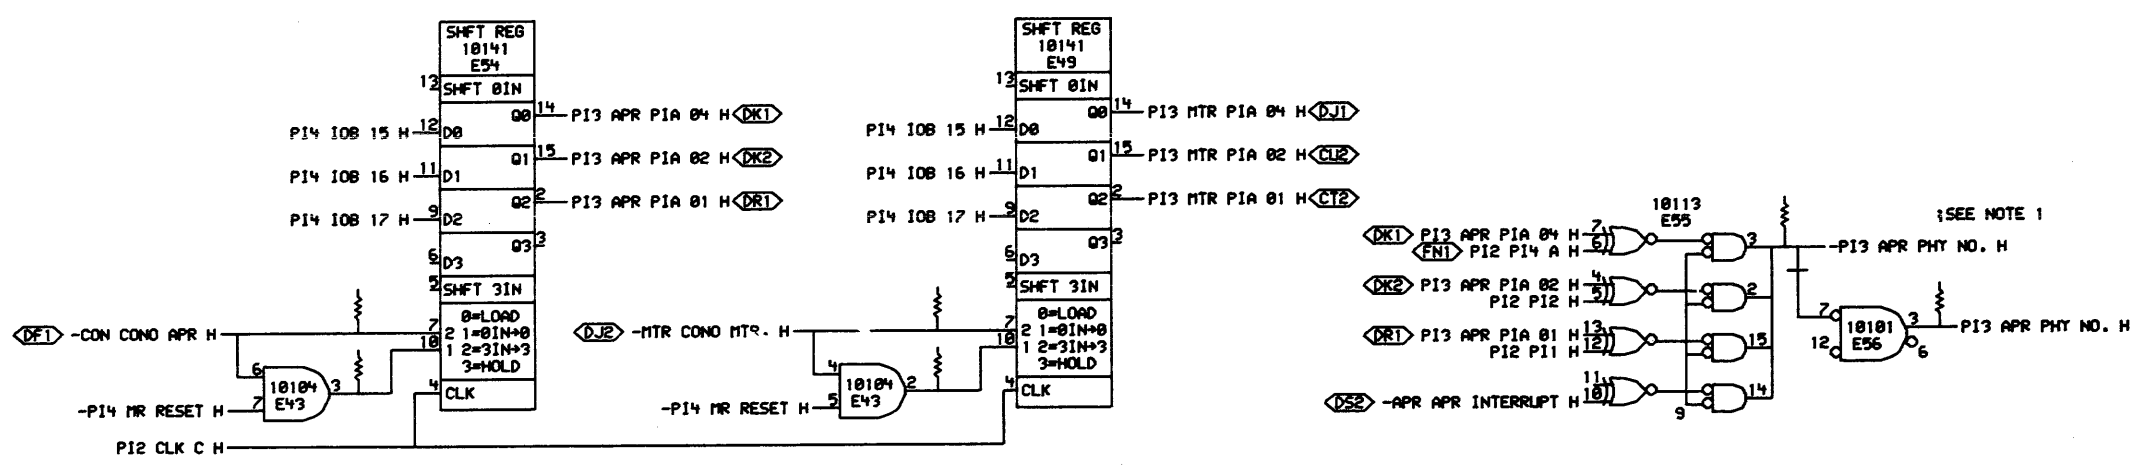 SHFT REG
10141
E54
13 SHFT 0IN
Q0 14 PI3 APR PIA 04 H DK1
PI4 IOB 15 H 12 D0
Q1 15 PI3 APR PIA 02 H DK2
PI4 IOB 16 H 11 D1
Q2 2 PI3 APR PIA 01 H DR1
PI4 IOB 17 H 9 D2
Q3 3
6 D3
5 SHFT 3IN
0=LOAD
DF1 -CON CONO APR H 7 2 1=0IN→0
10 1 2=3IN→3
3=HOLD
6
10104 3
E43
-PI4 MR RESET H 7
4 CLK
PI2 CLK C H
SHFT REG
10141
E49
13 SHFT 0IN
Q0 14 PI3 MTR PIA 04 H DJ1
PI4 IOB 15 H 12 D0
Q1 15 PI3 MTR PIA 02 H CU2
PI4 IOB 16 H 11 D1
Q2 2 PI3 MTR PIA 01 H CT2
PI4 IOB 17 H 9 D2
Q3 3
6 D3
5 SHFT 3IN
0=LOAD
DJ2 -MTR CONO MTR. H 7 2 1=0IN→0
10 1 2=3IN→3
3=HOLD
4
10104 2
E43
-PI4 MR RESET H 5
4 CLK
10113
E55
;SEE NOTE 1
DK1 PI3 APR PIA 04 H 7
FN1 PI2 PI4 A H 6
3 -PI3 APR PHY NO. H
DK2 PI3 APR PIA 02 H 4
PI2 PI2 H 5
2
DR1 PI3 APR PIA 01 H 13
PI2 PI1 H 12
15
11
DS2 -APR APR INTERRUPT H 10
14
9
7
10101 3 PI3 APR PHY NO. H
12 E56 6